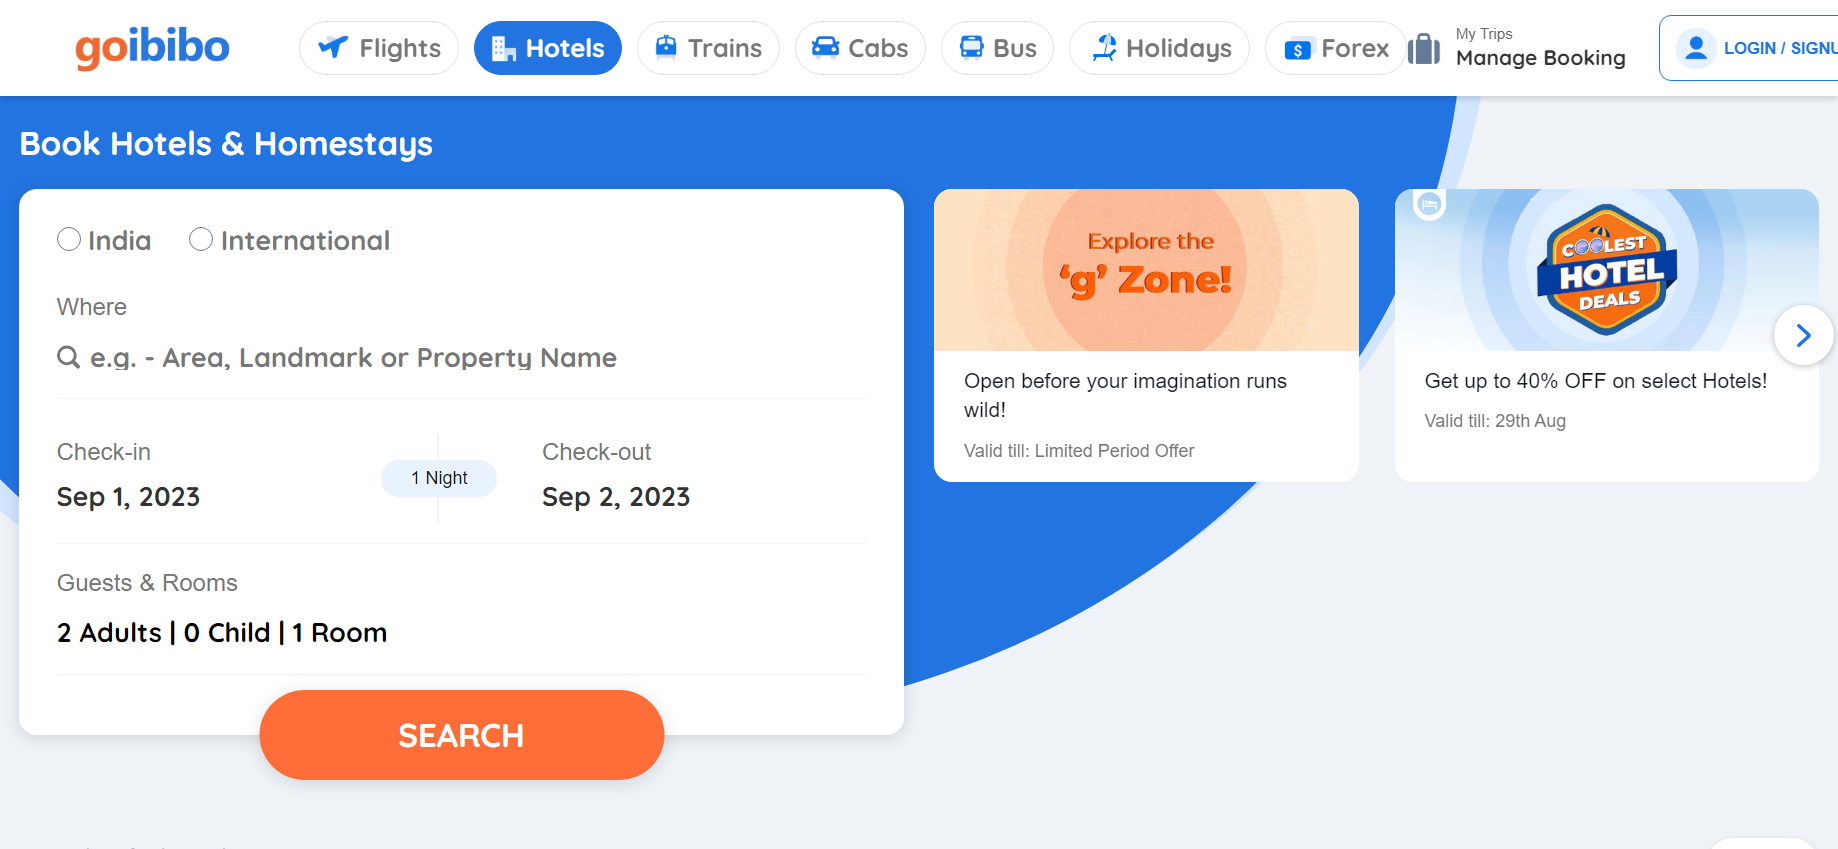 goibibo
Flights
Hotels
Trains
Cabs
Bus
Holidays
$
Forex
My Trips
Manage Booking
LOGIN / SIGNU
Book Hotels & Homestays
India
International
Where
e.g. - Area, Landmark or Property Name
Check-in
Sep 1, 2023
1 Night
Check-out
Sep 2, 2023
Guests & Rooms
2 Adults | 0 Child | 1 Room
SEARCH
Explore the
'g' Zone!
Open before your imagination runs
wild!
Valid till: Limited Period Offer
COOLEST
HOTEL
DEALS
Get up to 40% OFF on select Hotels!
Valid till: 29th Aug